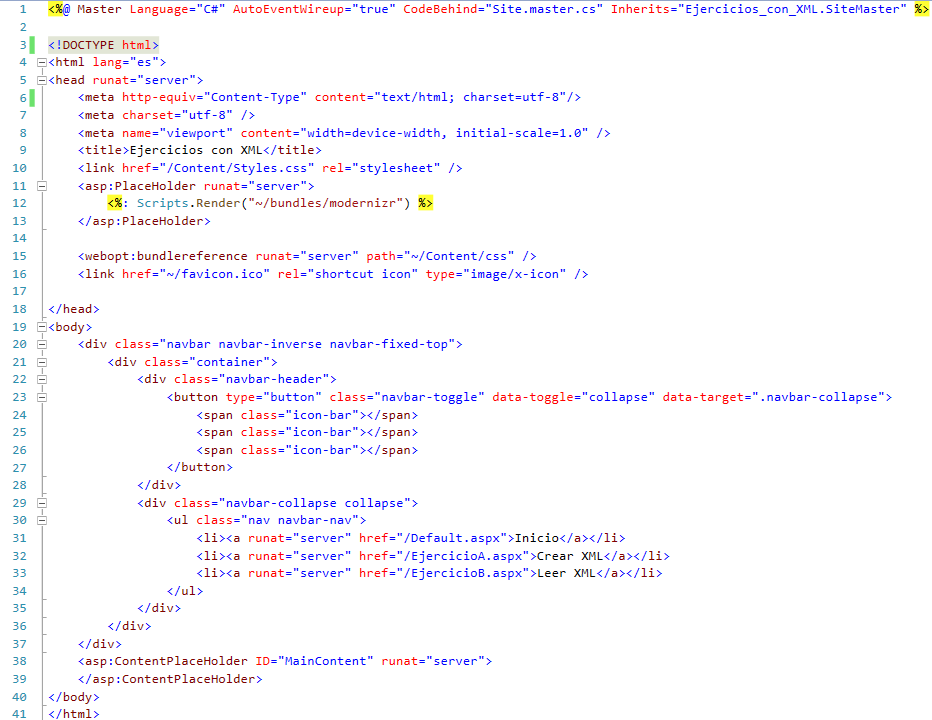 1 <%@ Master Language="C#" AutoEventWireup="true" CodeBehind="Site.master.cs" Inherits="Ejercicios_con_XML.SiteMaster" %>
2
3 <!DOCTYPE html>
4 <html lang="es">
5 <head runat="server">
6     <meta http-equiv="Content-Type" content="text/html; charset=utf-8"/>
7     <meta charset="utf-8" />
8     <meta name="viewport" content="width=device-width, initial-scale=1.0" />
9     <title>Ejercicios con XML</title>
10     <link href="/Content/Styles.css" rel="stylesheet" />
11     <asp:PlaceHolder runat="server">
12         <%: Scripts.Render("~/bundles/modernizr") %>
13     </asp:PlaceHolder>
14
15     <webopt:bundlereference runat="server" path="~/Content/css" />
16     <link href="~/favicon.ico" rel="shortcut icon" type="image/x-icon" />
17
18 </head>
19 <body>
20     <div class="navbar navbar-inverse navbar-fixed-top">
21         <div class="container">
22             <div class="navbar-header">
23                 <button type="button" class="navbar-toggle" data-toggle="collapse" data-target=".navbar-collapse">
24                     <span class="icon-bar"></span>
25                     <span class="icon-bar"></span>
26                     <span class="icon-bar"></span>
27                 </button>
28             </div>
29             <div class="navbar-collapse collapse">
30                 <ul class="nav navbar-nav">
31                     <li><a runat="server" href="/Default.aspx">Inicio</a></li>
32                     <li><a runat="server" href="/EjercicioA.aspx">Crear XML</a></li>
33                     <li><a runat="server" href="/EjercicioB.aspx">Leer XML</a></li>
34                 </ul>
35             </div>
36         </div>
37     </div>
38     <asp:ContentPlaceHolder ID="MainContent" runat="server">
39     </asp:ContentPlaceHolder>
40 </body>
41 </html>